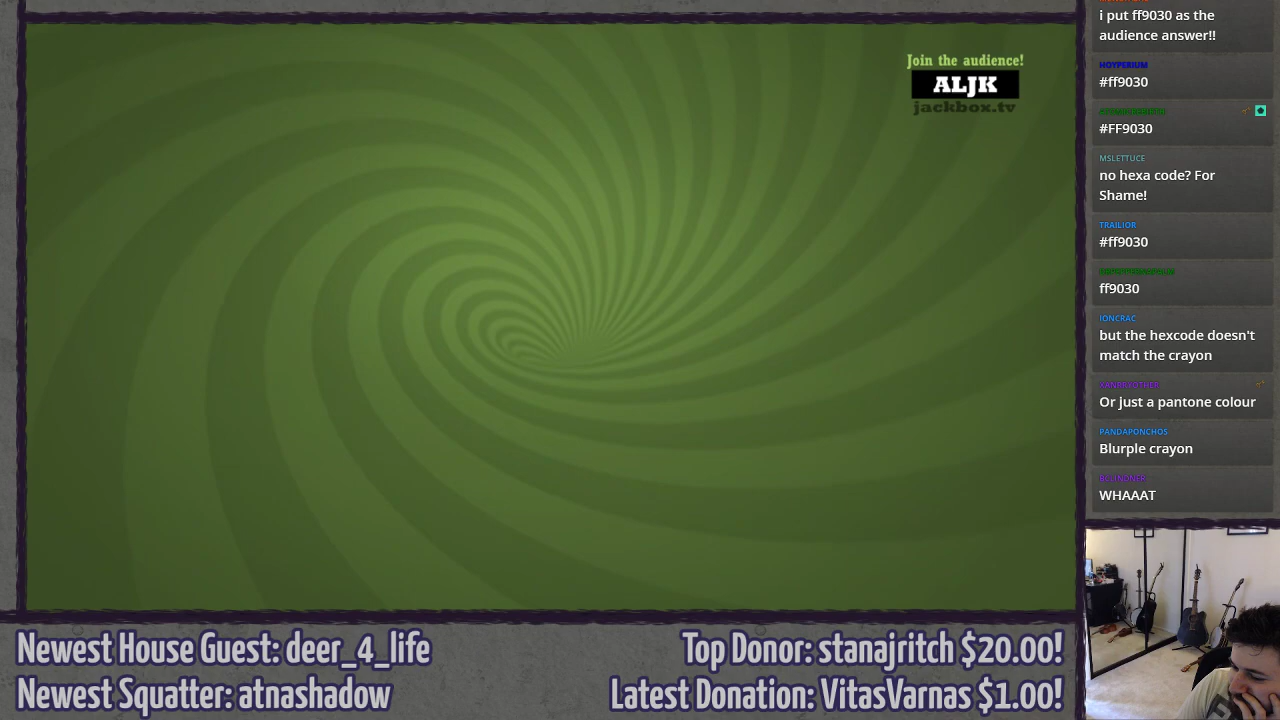 Join the audience!
ALJK
jackbox.tv
i put ff9030 as the
audience answer!!
HOYPERIUM
#ff9030
#FF9030
MSLETTUCE
no hexa code? For
Shame!
TRAILIOR
#ff9030
ff9030
IONCRAC
but the hexcode doesn't
match the crayon
Or just a pantone colour
PANDAPONCHOS
Blurple crayon
WHAAAT
Newest House Guest: deer_4_life
Newest Squatter: atnashadow
Top Donor: stanajritch $20.00!
Latest Donation: VitasVarnas $1.00!